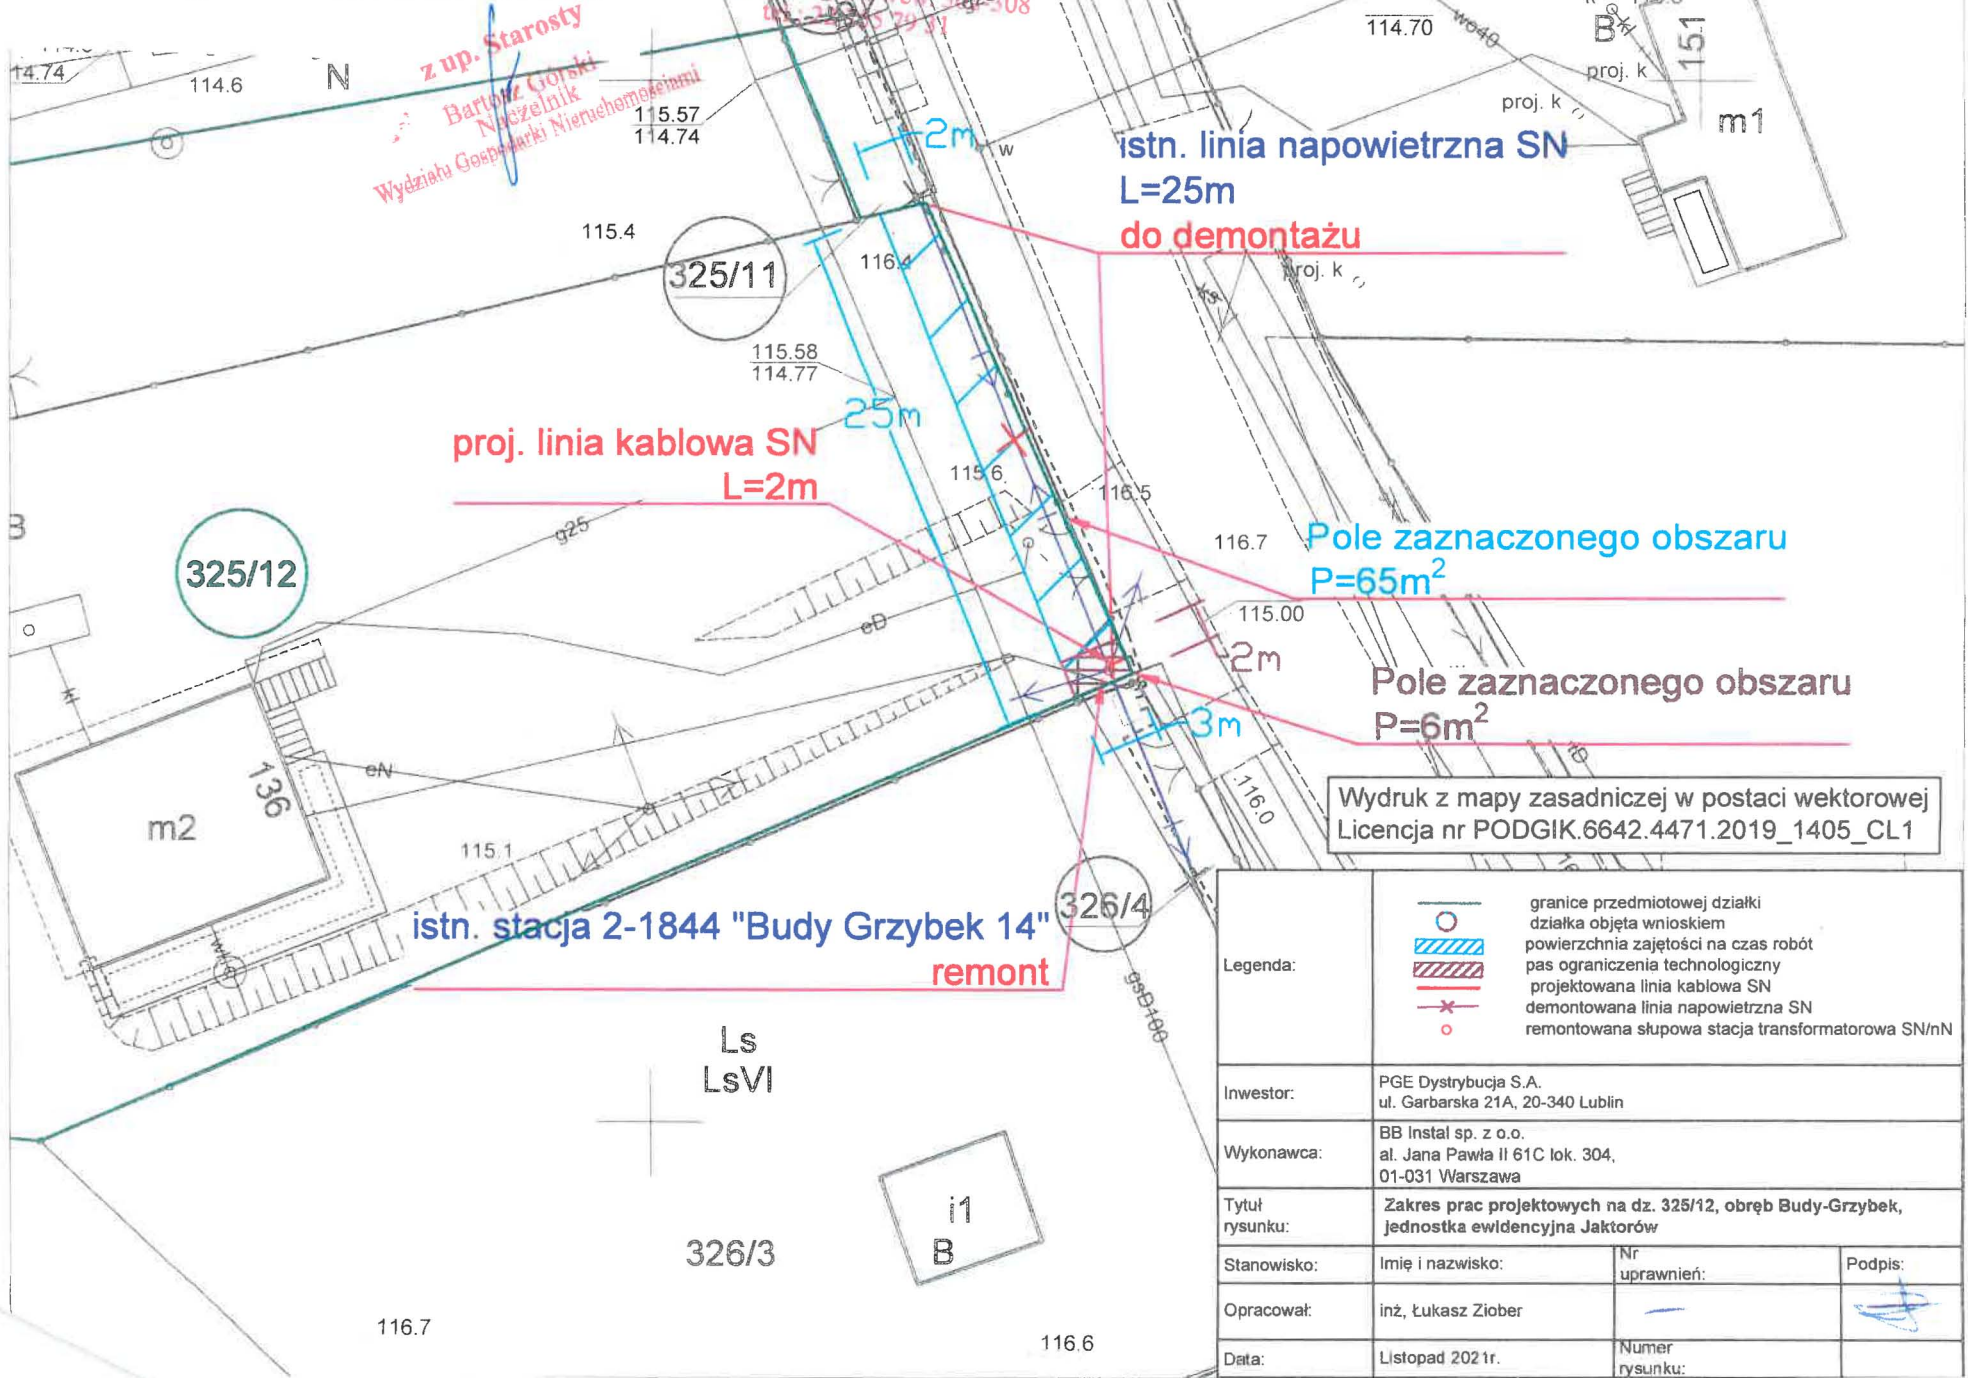 z up. Starosty
Bartosz Górski
Naczelnik
Wydziału Gospodarki Nieruchomościami
14.74
114.6
N
115.57
114.74
2m
w
114.70
wo40
B
151
proj. k
proj. k
m1
istn. linia napowietrzna SN
L=25m
do demontażu
proj. k
ks
115.4
325/11
116.4
115.58
114.77
25m
proj. linia kablowa SN
L=2m
115.6
116.5
g25
325/12
116.7
Pole zaznaczonego obszaru
P=65m²
115.00
eD
2m
Pole zaznaczonego obszaru
P=6m²
3m
tD
136
eN
m2
116.0
Wydruk z mapy zasadniczej w postaci wektorowej
Licencja nr PODGIK.6642.4471.2019_1405_CL1
115.1
326/4
istn. stacja 2-1844 "Budy Grzybek 14"
remont
gsD100
Ls
LsVI
i1
B
326/3
116.7
116.6
Legenda:
granice przedmiotowej działki
działka objęta wnioskiem
powierzchnia zajętości na czas robót
pas ograniczenia technologiczny
projektowana linia kablowa SN
demontowana linia napowietrzna SN
remontowana słupowa stacja transformatorowa SN/nN
Inwestor:
PGE Dystrybucja S.A.
ul. Garbarska 21A, 20-340 Lublin
Wykonawca:
BB Instal sp. z o.o.
al. Jana Pawła II 61C lok. 304,
01-031 Warszawa
Tytuł
rysunku:
Zakres prac projektowych na dz. 325/12, obręb Budy-Grzybek,
jednostka ewidencyjna Jaktorów
Stanowisko:
Imię i nazwisko:
Nr
uprawnień:
Podpis:
Opracował:
inż, Łukasz Ziober
Data:
Listopad 2021r.
Numer
rysunku: